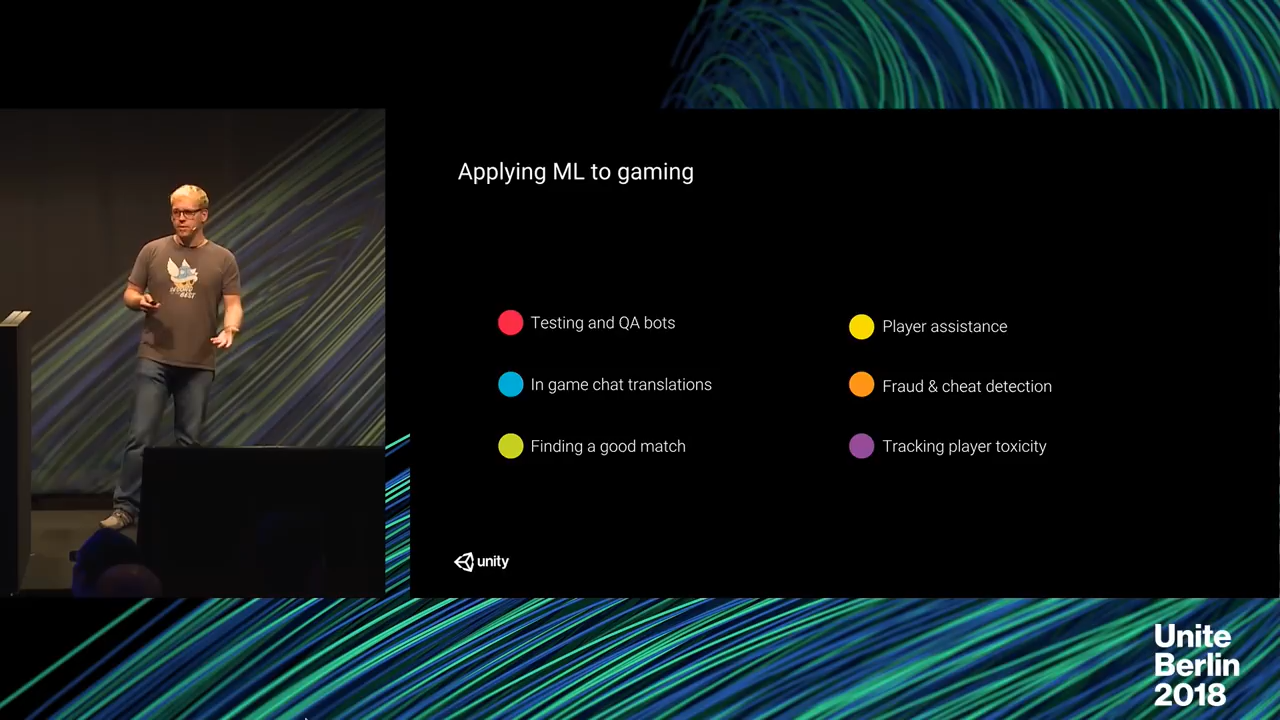 Applying ML to gaming
Testing and QA bots
In game chat translations
Finding a good match
Player assistance
Fraud & cheat detection
Tracking player toxicity
unity
Unite
Berlin
2018